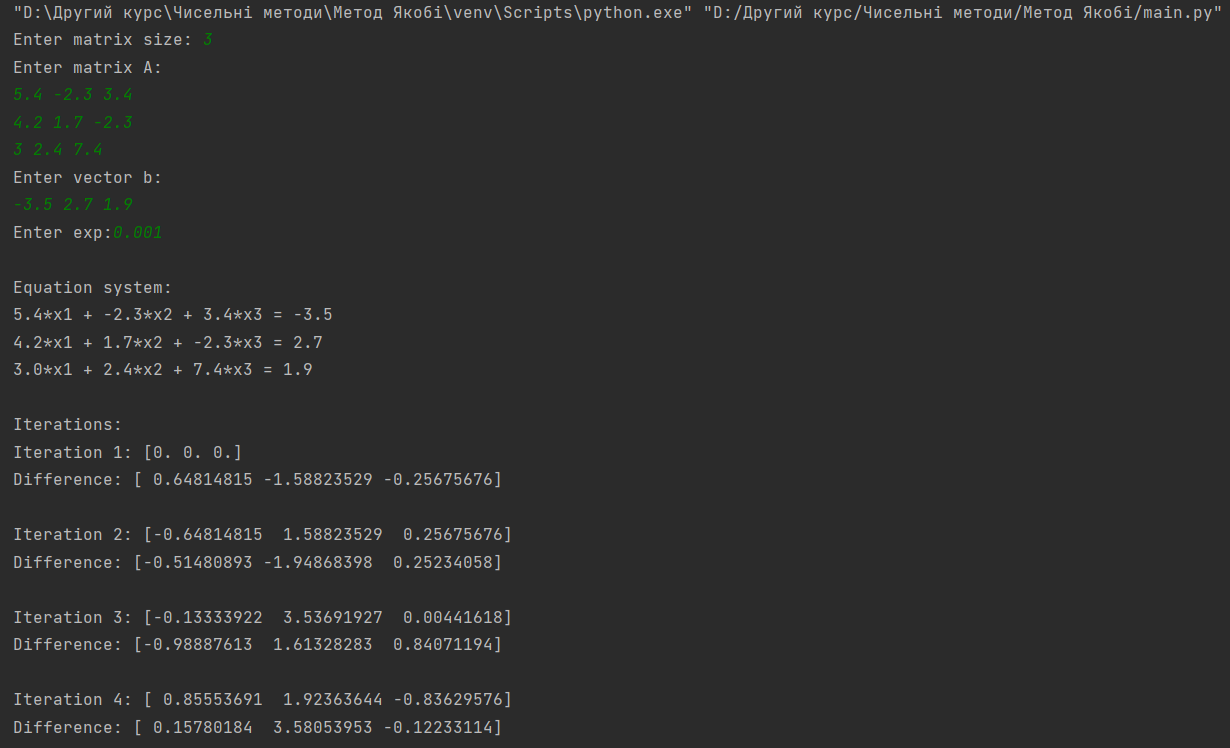 "D:\Другий курс\Чисельні методи\Метод Якобі\venv\Scripts\python.exe" "D:/Другий курс/Чисельні методи/Метод Якобі/main.py"
Enter matrix size: 3
Enter matrix A:
5.4 -2.3 3.4
4.2 1.7 -2.3
3 2.4 7.4
Enter vector b:
-3.5 2.7 1.9
Enter exp:0.001
Equation system:
5.4*x1 + -2.3*x2 + 3.4*x3 = -3.5
4.2*x1 + 1.7*x2 + -2.3*x3 = 2.7
3.0*x1 + 2.4*x2 + 7.4*x3 = 1.9
Iterations:
Iteration 1: [0. 0. 0.]
Difference: [ 0.64814815 -1.58823529 -0.25675676]
Iteration 2: [-0.64814815  1.58823529  0.25675676]
Difference: [-0.51480893 -1.94868398  0.25234058]
Iteration 3: [-0.13333922  3.53691927  0.00441618]
Difference: [-0.98887613  1.61328283  0.84071194]
Iteration 4: [ 0.85553691  1.92363644 -0.83629576]
Difference: [ 0.15780184  3.58053953 -0.12233114]